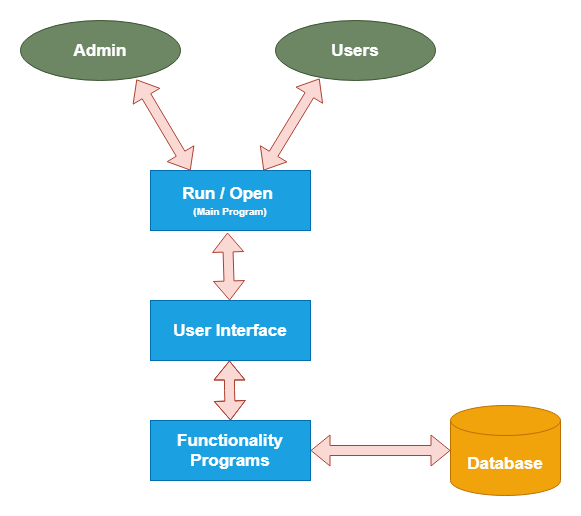 Admin
Users
Run / Open
(Main Program)
User Interface
Functionality
Programs
Database